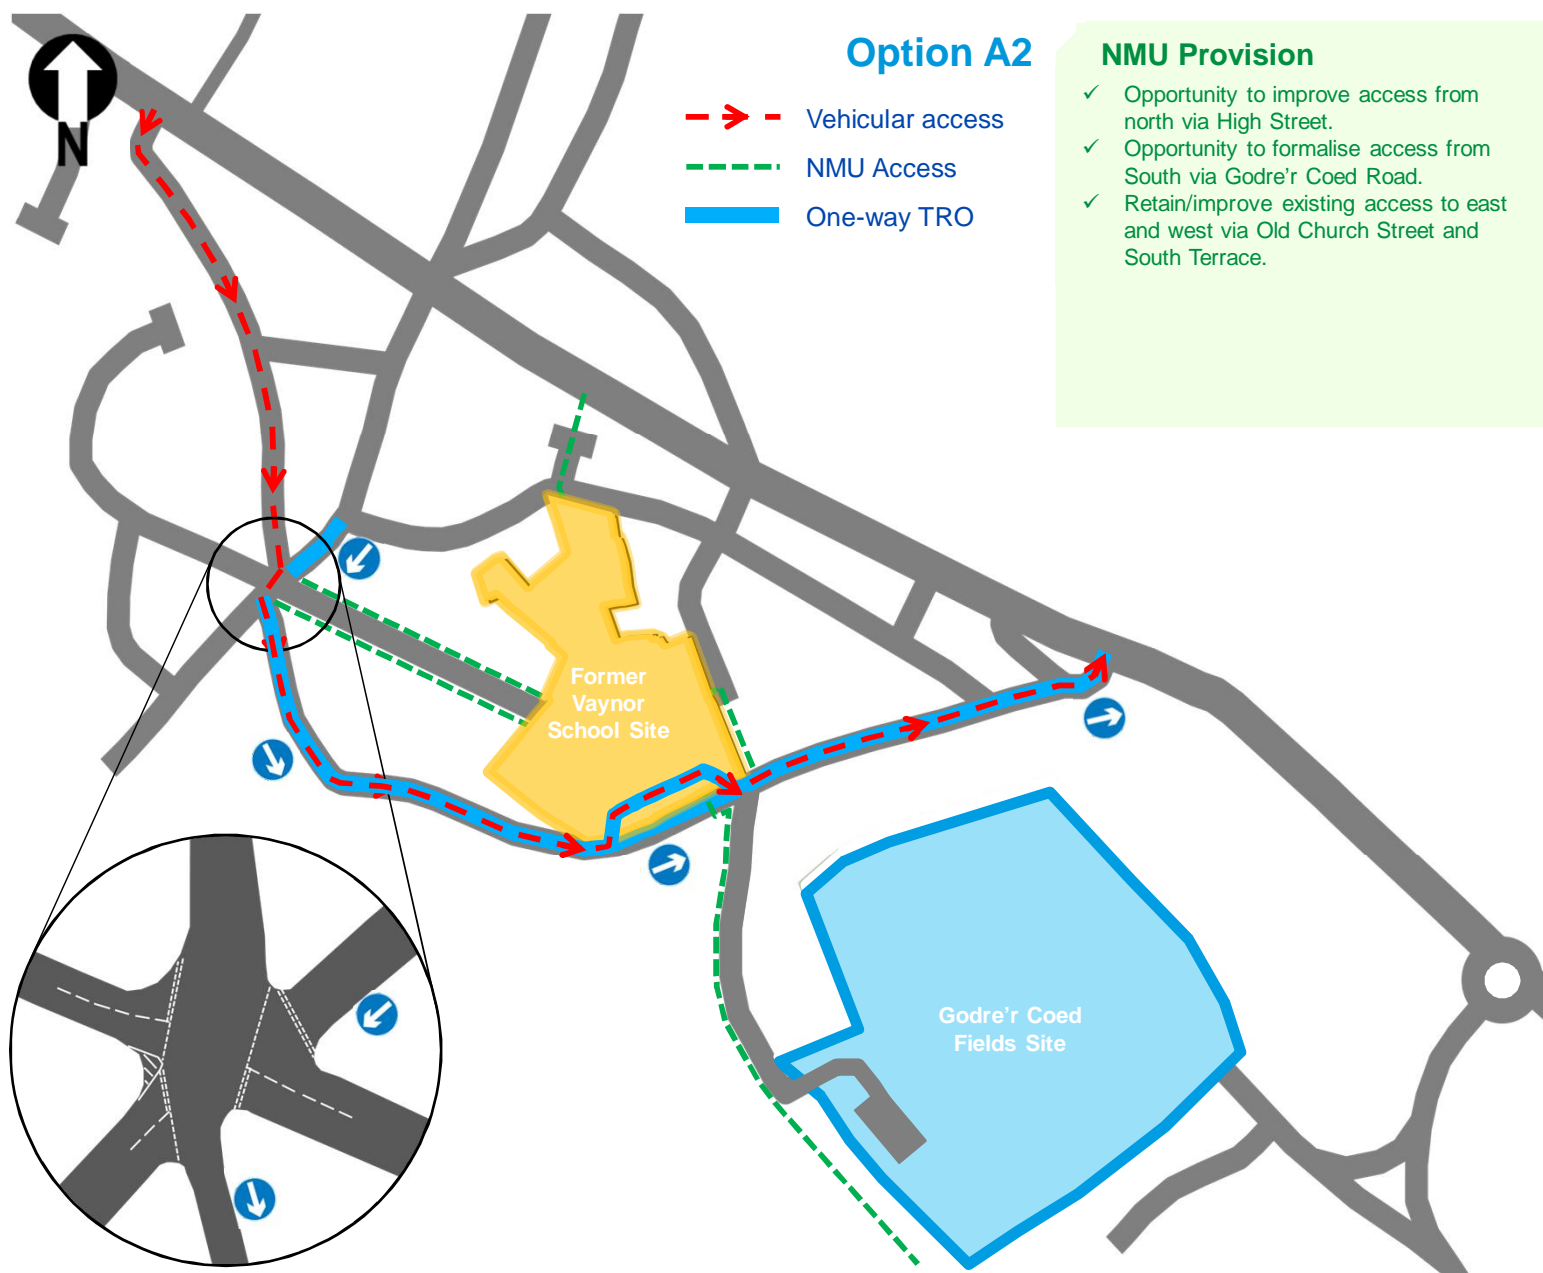 Option A2
Vehicular access
NMU Access
One-way TRO
NMU Provision
✓ Opportunity to improve access from
north via High Street.
✓ Opportunity to formalise access from
South via Godre’r Coed Road.
✓ Retain/improve existing access to east
and west via Old Church Street and
South Terrace.
N
Former
Vaynor
School Site
Godre’r Coed
Fields Site